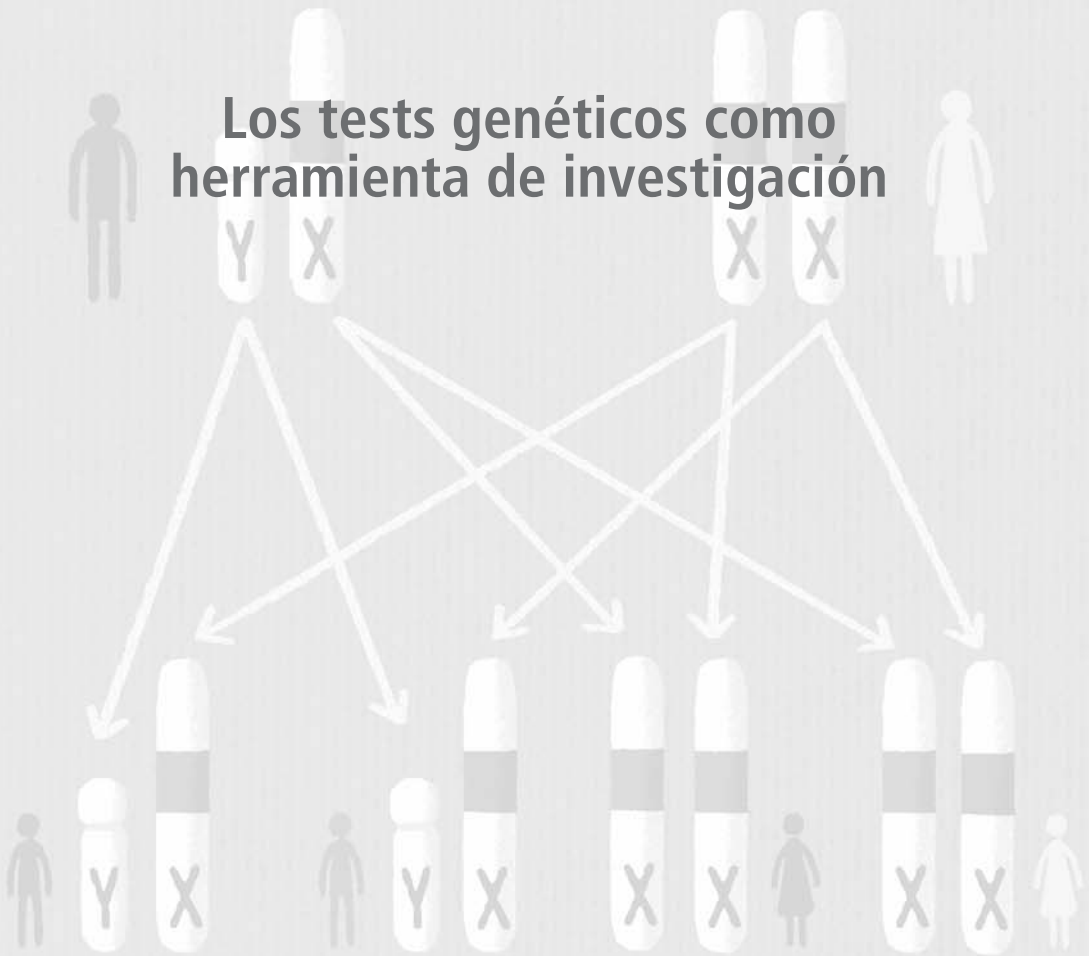 Los tests genéticos como
herramienta de investigación
Y X X X
Y X Y X X X X X